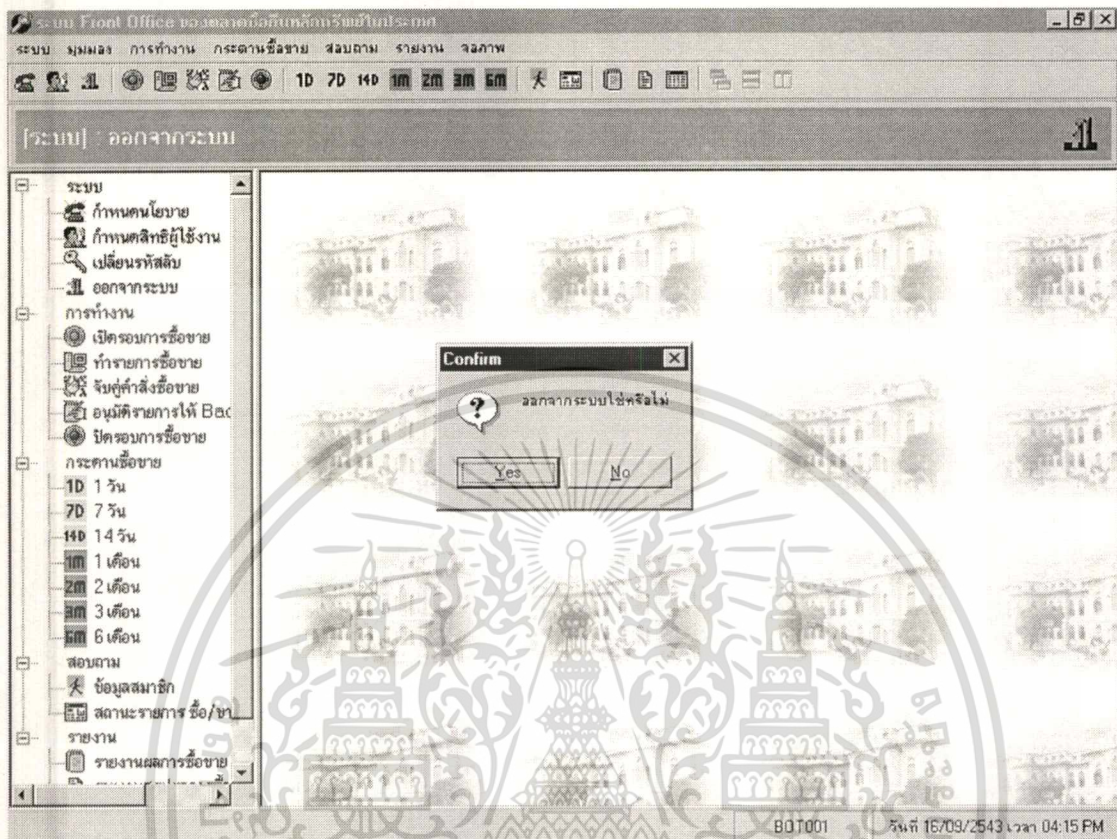 ระบบ Front Office ของตลาดซื้อคืนหลักทรัพย์ในประเทศ
ระบบ มุมมอง การทำงาน กระดานซื้อขาย สอบถาม รายงาน จอภาพ
1D 7D 14D 1m 2m 3m 6m
[ระบบ] : ออกจากระบบ
ระบบ
กำหนดนโยบาย
กำหนดสิทธิผู้ใช้งาน
เปลี่ยนรหัสลับ
ออกจากระบบ
การทำงาน
เปิดรอบการซื้อขาย
ทำรายการซื้อขาย
จับคู่คำสั่งซื้อขาย
อนุมัติรายการให้ Bac
ปิดรอบการซื้อขาย
กระดานซื้อขาย
1D 1 วัน
7D 7 วัน
14D 14 วัน
1m 1 เดือน
2m 2 เดือน
3m 3 เดือน
6m 6 เดือน
สอบถาม
ข้อมูลสมาชิก
สถานะรายการ ซื้อ/ขา
รายงาน
รายงานผลการซื้อขาย
Confirm
ออกจากระบบใช่หรือไม่
Yes No
BOT001 วันที่ 16/09/2543 เวลา 04:15 PM